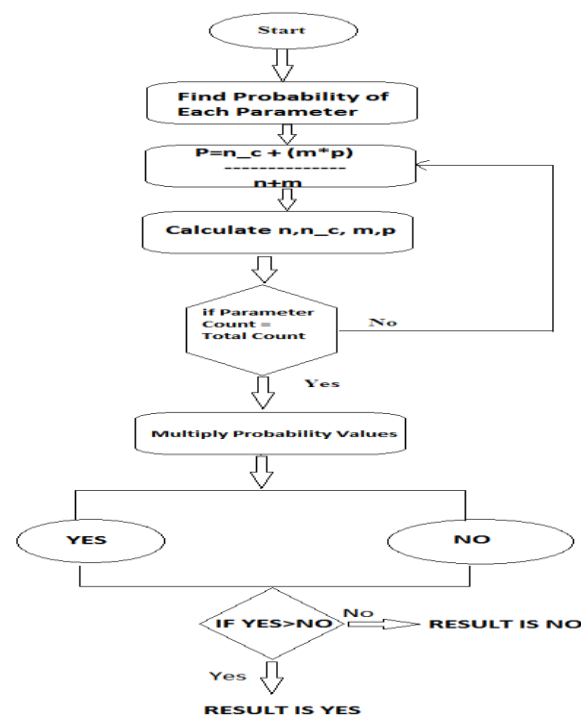 Start
Find Probability of
Each Parameter
P=n_c + (m*p)
--------------
n+m
Calculate n,n_c, m,p
if Parameter
Count =
Total Count
No
Yes
Multiply Probability Values
YES
NO
IF YES>NO
No
RESULT IS NO
Yes
RESULT IS YES